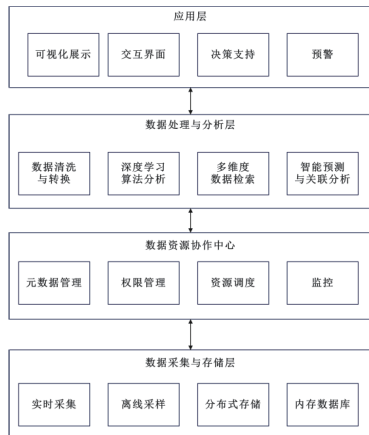 应用层
可视化展示
交互界面
决策支持
预警
数据处理与分析层
数据清洗
与转换
深度学习
算法分析
多维度
数据检索
智能预测
与关联分析
数据资源协作中心
元数据管理
权限管理
资源调度
监控
数据采集与存储层
实时采集
离线采样
分布式存储
内存数据库